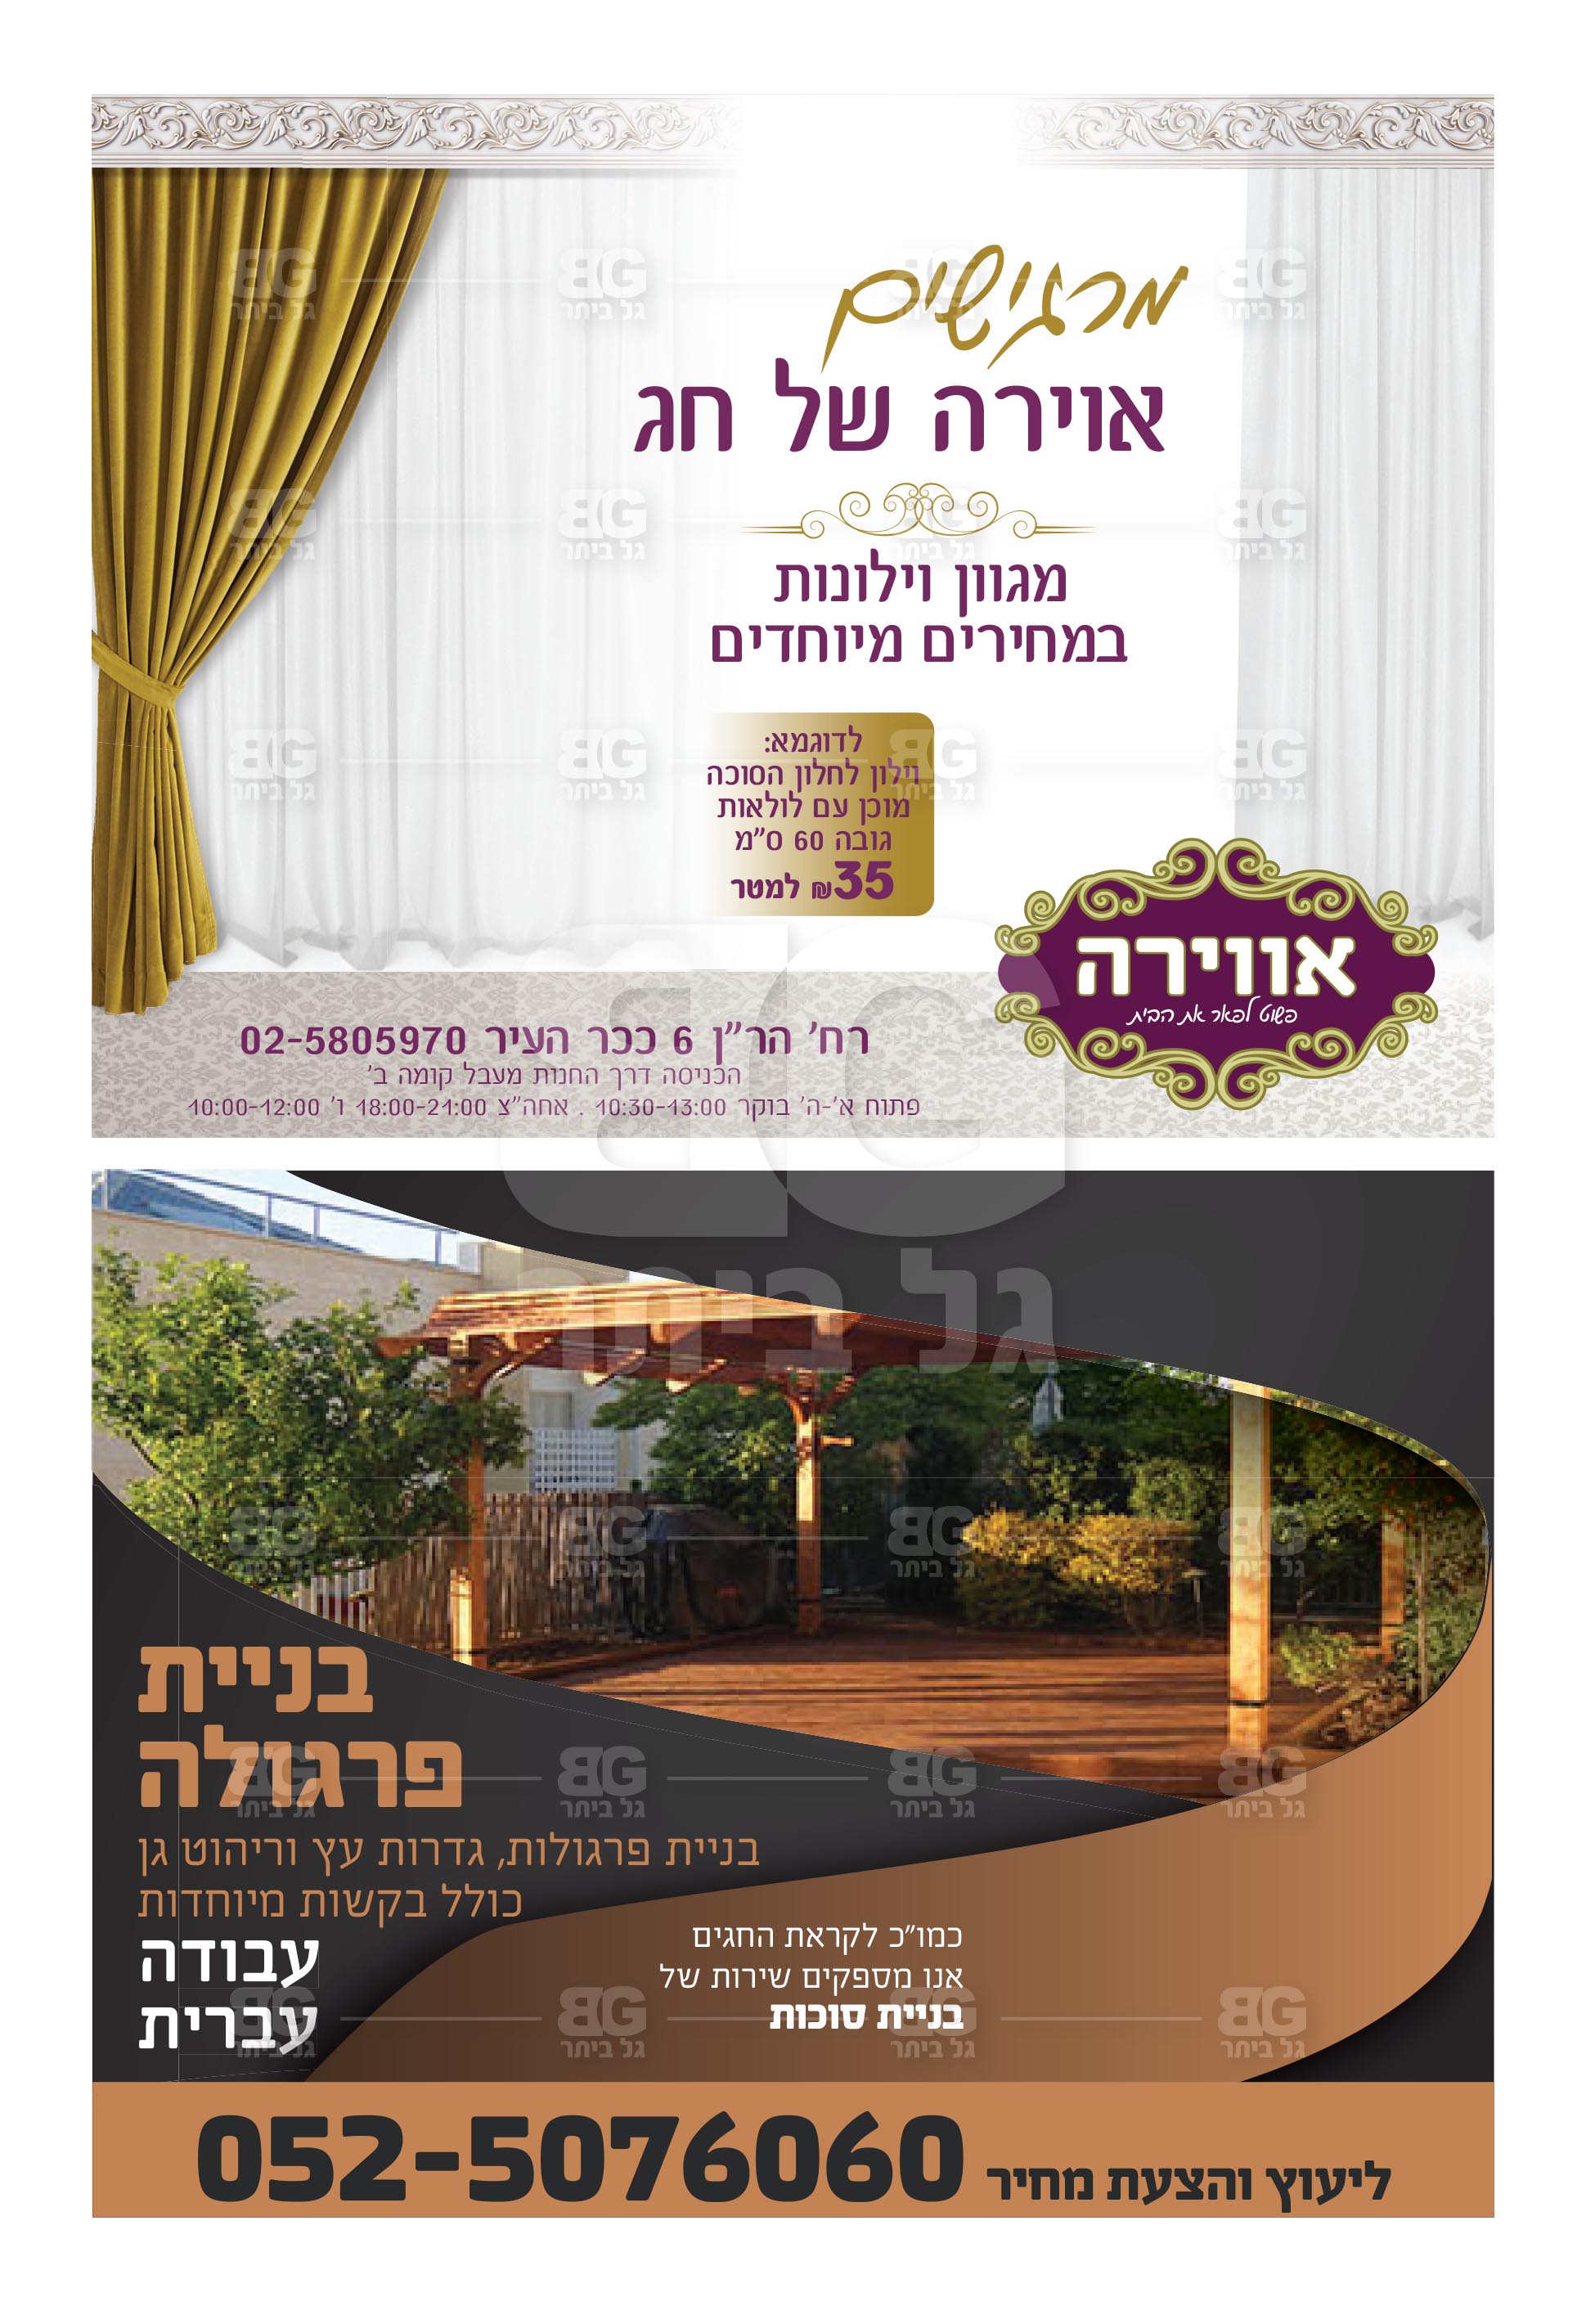 מרגישים
אוירה של חג
מגוון וילונות
במחירים מיוחדים
לדוגמא:
וילון לחלון הסוכה
מוכן עם לולאות
גובה 60 ס"מ
35 ₪ למטר
אווירה
פשוט לפאר את הבית
רח' הר"ן 6 ככר העיר 02-5805970
הכניסה דרך החנות מעבל קומה ב'
פתוח א'-ה' בוקר 10:30-13:00 . אחה"צ 18:00-21:00 ו' 10:00-12:00
BG
גל ביתר
בניית
פרגולה
בניית פרגולות, גדרות עץ וריהוט גן
כולל בקשות מיוחדות
עבודה
עברית
כמו"כ לקראת החגים
אנו מספקים שירות של
בניית סוכות
ליעוץ והצעת מחיר 052-5076060